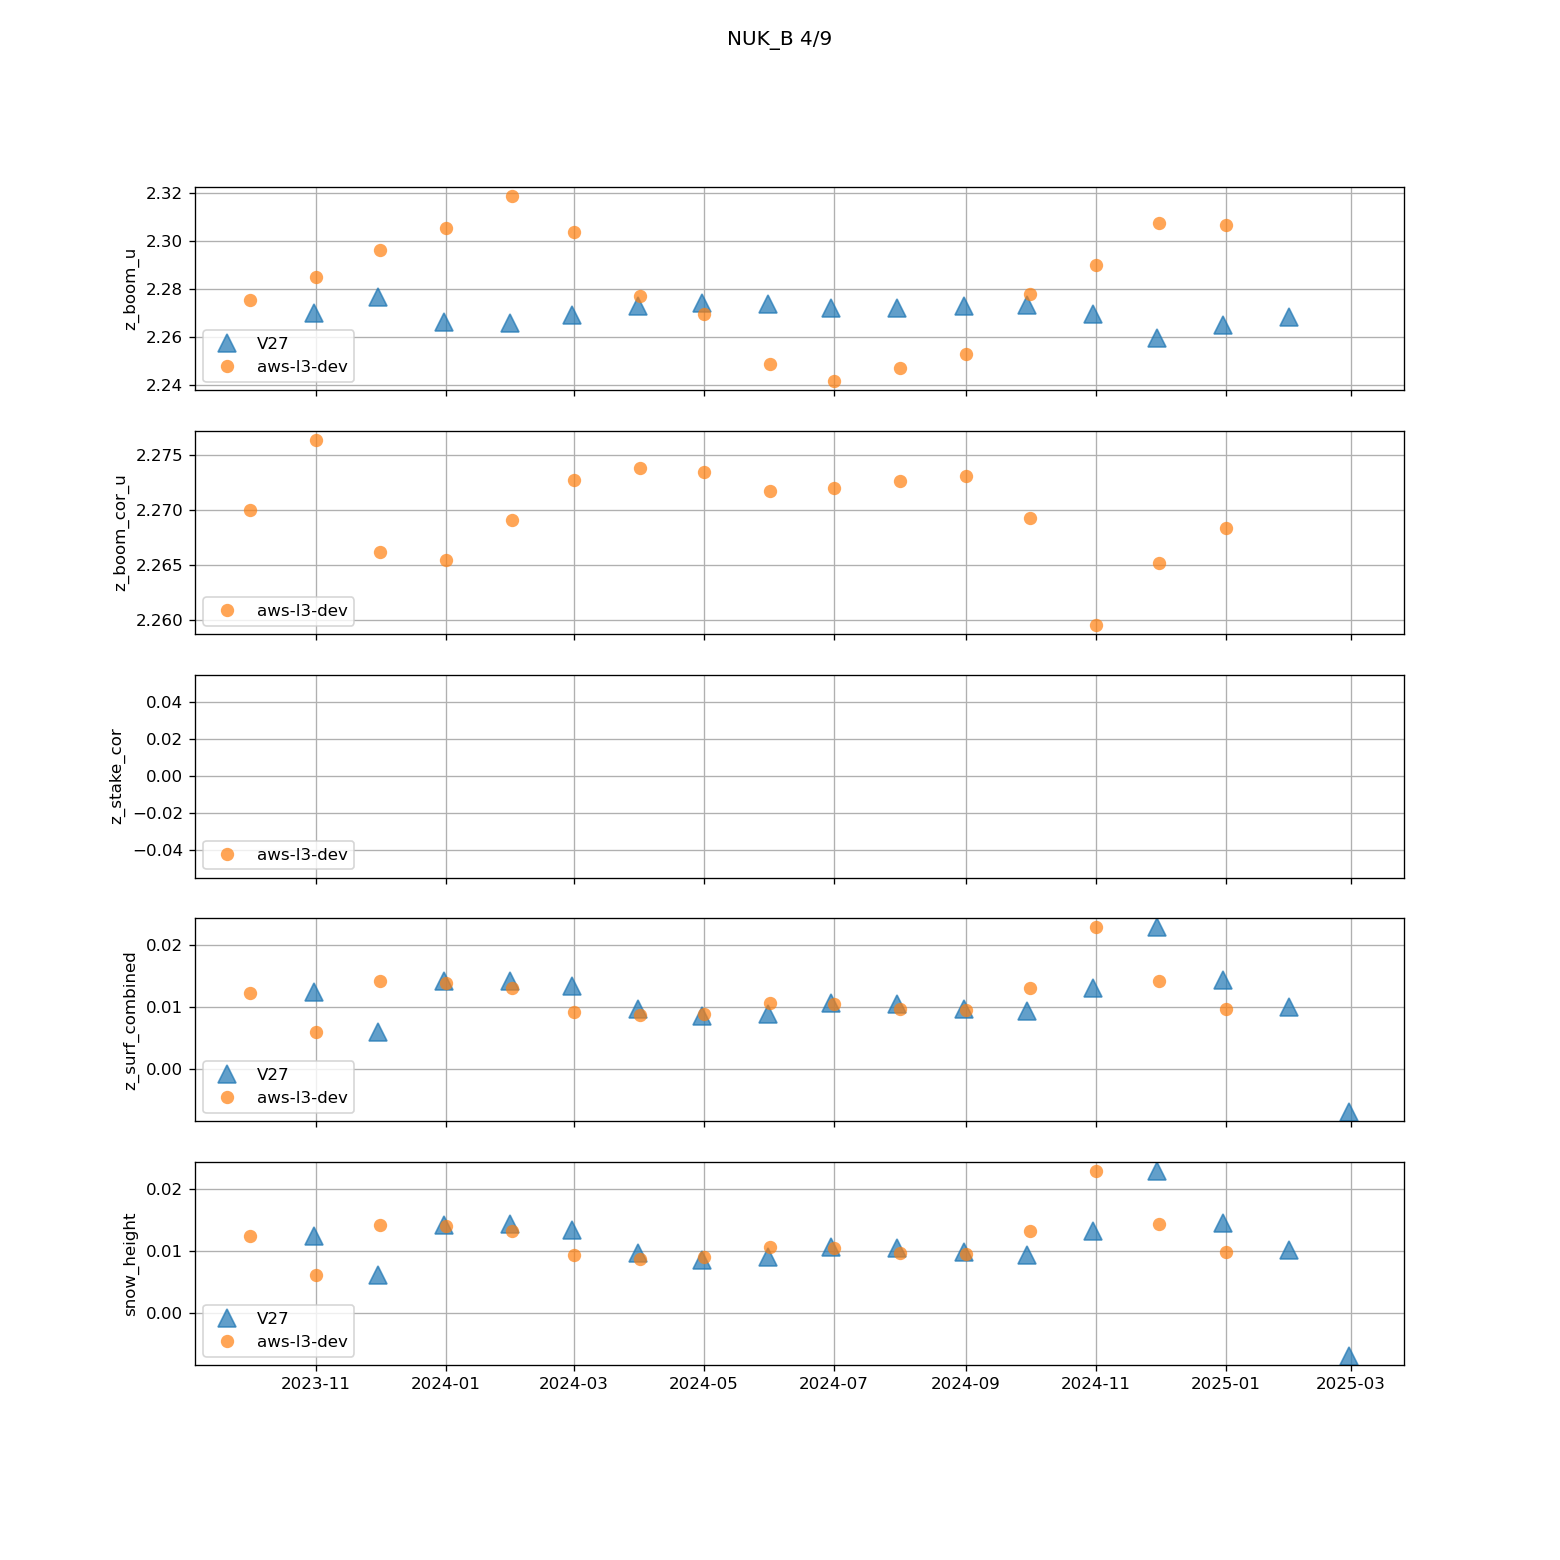 NUK_B 4/9
z_boom_u
2.32
2.30
2.28
2.26
2.24
V27
aws-l3-dev
z_boom_cor_u
2.275
2.270
2.265
2.260
aws-l3-dev
z_stake_cor
0.04
0.02
0.00
−0.02
−0.04
aws-l3-dev
z_surf_combined
0.02
0.01
0.00
V27
aws-l3-dev
snow_height
0.02
0.01
0.00
V27
aws-l3-dev
2023-11 2024-01 2024-03 2024-05 2024-07 2024-09 2024-11 2025-01 2025-03